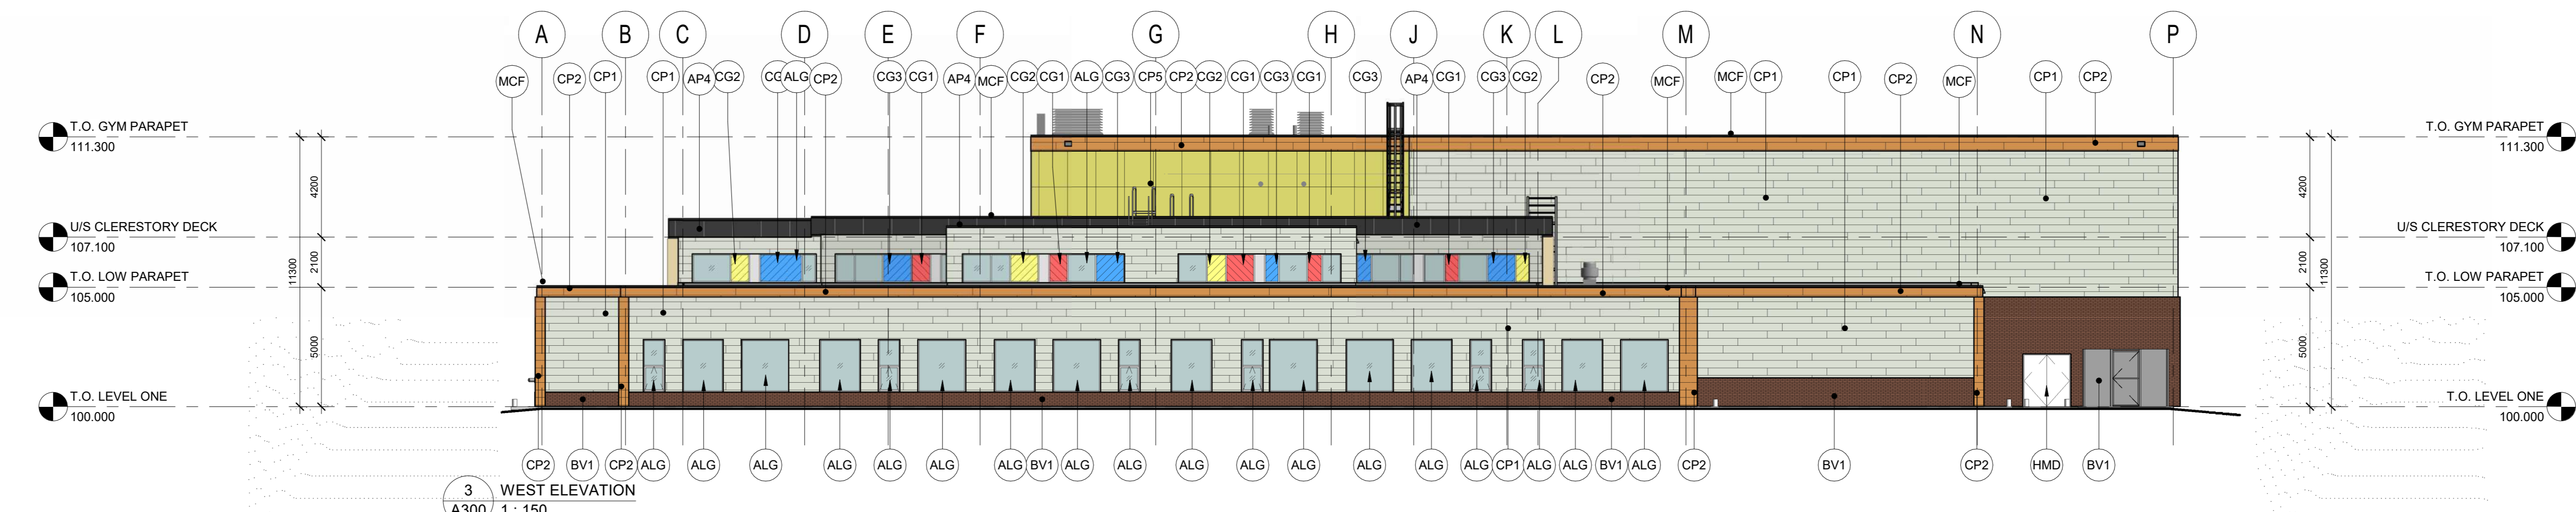 A B C D E F G H J K L M N P
MCF CP2 CP1 CP1 AP4 CG2 CG ALG CP2 CG3 CG1 AP4 MCF CG2 CG1 ALG CG3 CP5 CP2 CG2 CG1 CG3 CG1 CG3 AP4 CG1 CG3 CG2 CP2 MCF MCF CP1 CP1 CP2 MCF CP1 CP2
T.O. GYM PARAPET
111.300
T.O. GYM PARAPET
111.300
4200
4200
U/S CLERESTORY DECK
107.100
U/S CLERESTORY DECK
107.100
11300
2100
2100
11300
T.O. LOW PARAPET
105.000
T.O. LOW PARAPET
105.000
5000
5000
T.O. LEVEL ONE
100.000
T.O. LEVEL ONE
100.000
CP2 BV1 CP2 ALG ALG ALG ALG ALG ALG ALG BV1 ALG ALG ALG ALG ALG ALG ALG ALG CP1 ALG ALG BV1 ALG CP2 BV1 CP2 HMD BV1
3 WEST ELEVATION
A300 1 : 150